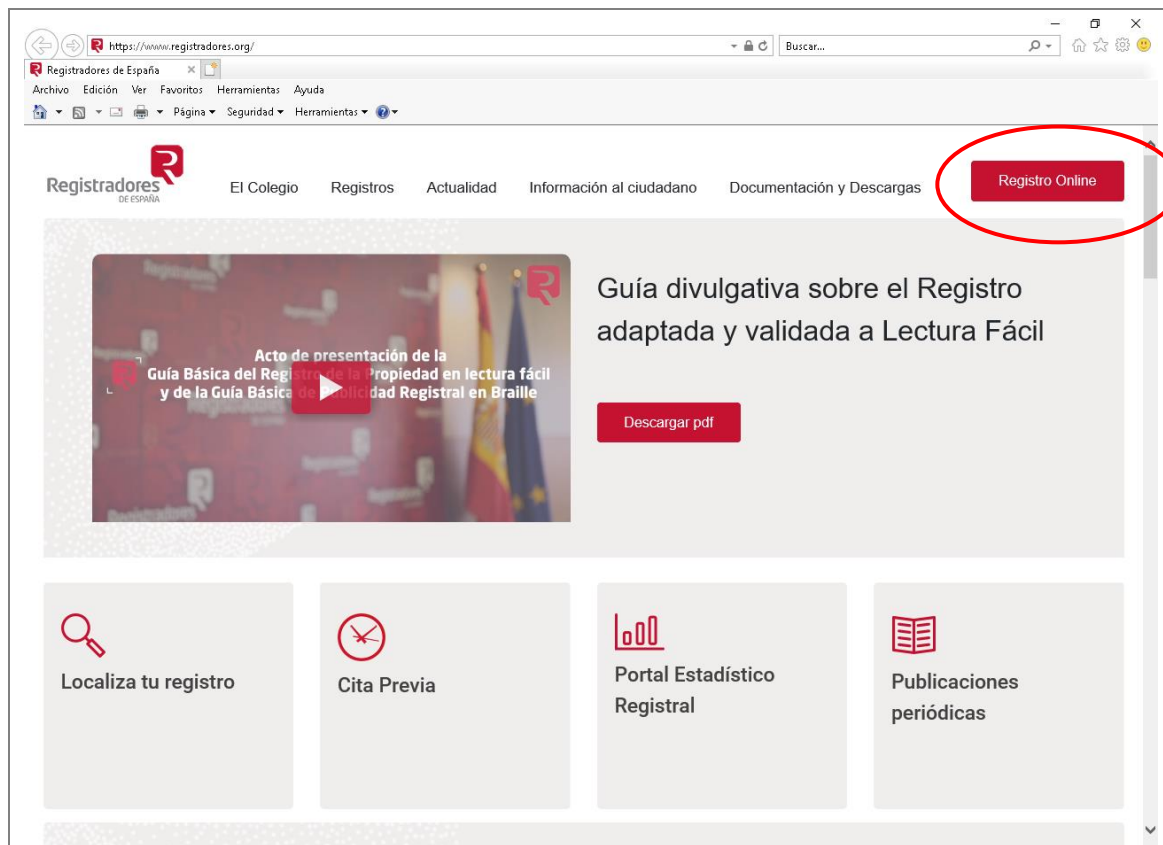 https://www.registradores.org/
Buscar...
Registradores de España
Archivo Edición Ver Favoritos Herramientas Ayuda
Página Seguridad Herramientas
Registradores
DE ESPAÑA
El Colegio Registros Actualidad Información al ciudadano Documentación y Descargas Registro Online
Acto de presentación de la
Guía Básica del Registro de la Propiedad en lectura fácil
y de la Guía Básica de Publicidad Registral en Braille
Guía divulgativa sobre el Registro
adaptada y validada a Lectura Fácil
Descargar pdf
Localiza tu registro
Cita Previa
Portal Estadístico
Registral
Publicaciones
periódicas